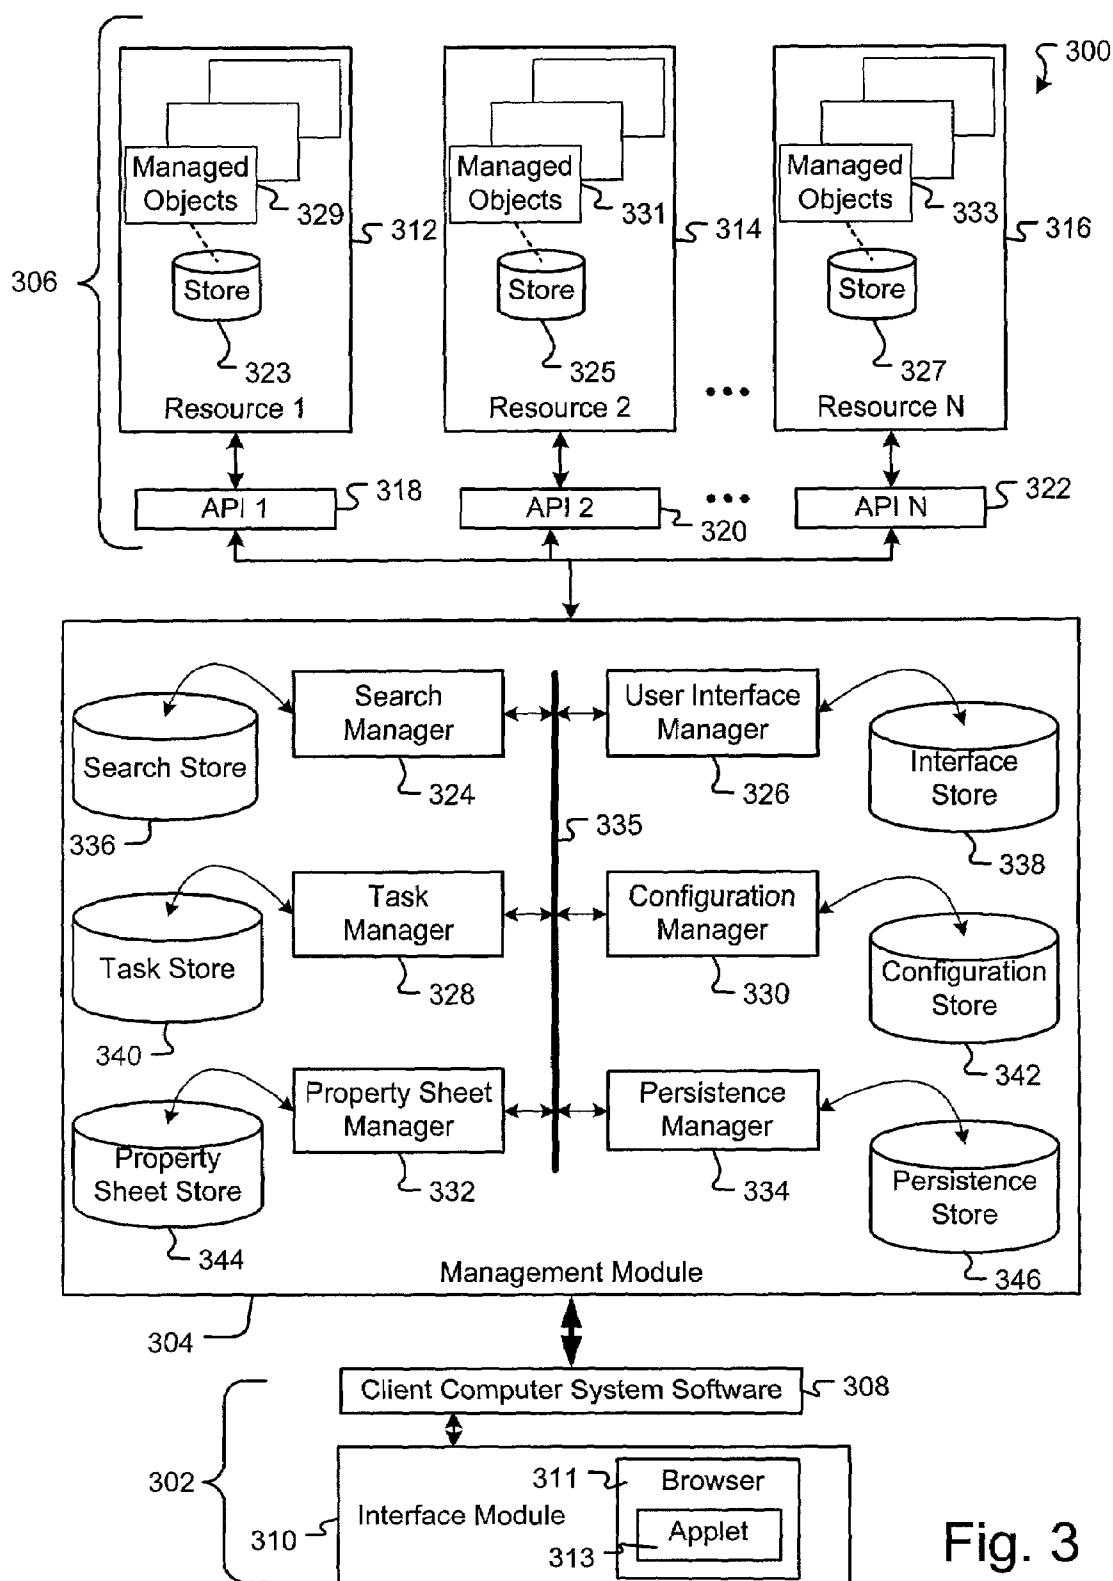 300
Managed
Objects
329
312
Managed
Objects
331
314
Managed
Objects
333
316
306
Store
323
Store
325
Store
327
Resource 1
Resource 2
...
Resource N
API 1
318
API 2
320
...
API N
322
Search
Manager
324
User Interface
Manager
326
Search Store
336
335
Interface
Store
338
Task
Manager
328
Configuration
Manager
330
Task Store
340
Configuration
Store
342
Property Sheet
Manager
332
Persistence
Manager
334
Property
Sheet Store
344
Persistence
Store
346
Management Module
304
Client Computer System Software
308
302
310
Interface Module
311
Browser
Applet
313
Fig. 3